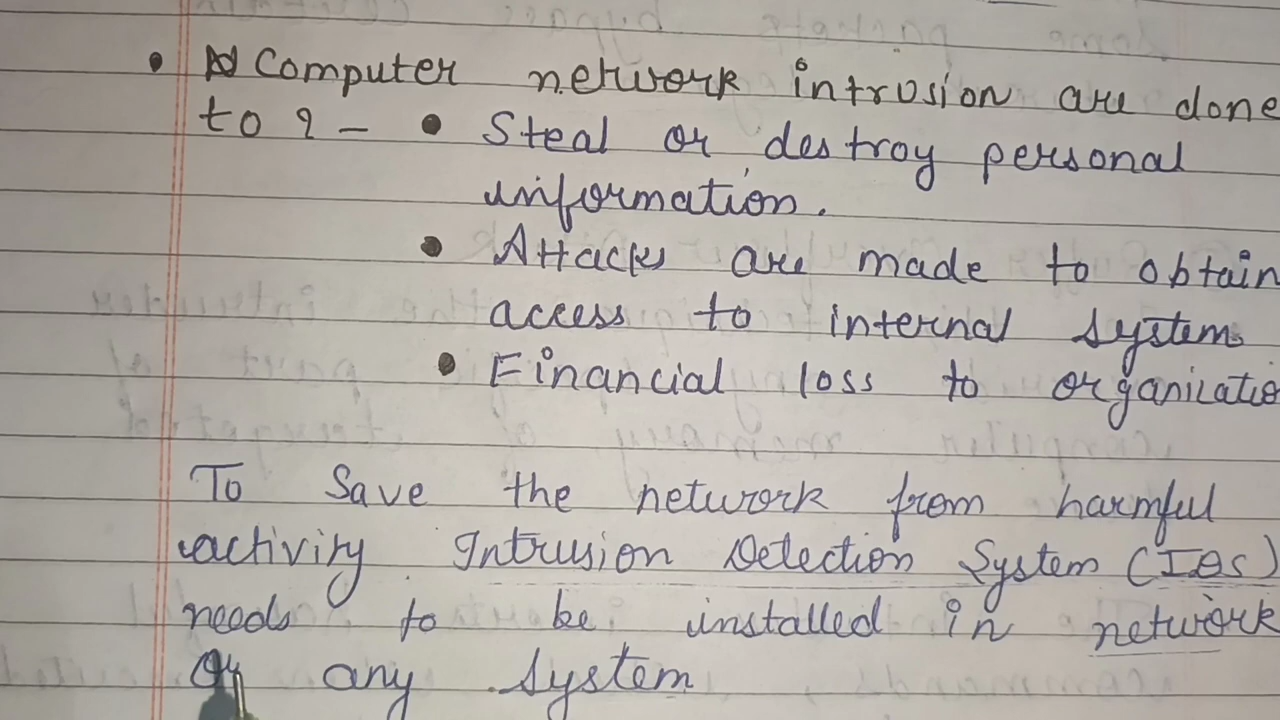 • Computer network intrusion are done
to ? - • Steal or destroy personal
information.
• Attacks are made to obtain
access to internal system
• Financial loss to organizatio
To Save the network from harmful
activity Intrusion Detection System (IDS)
needs to be installed in network
Or any system